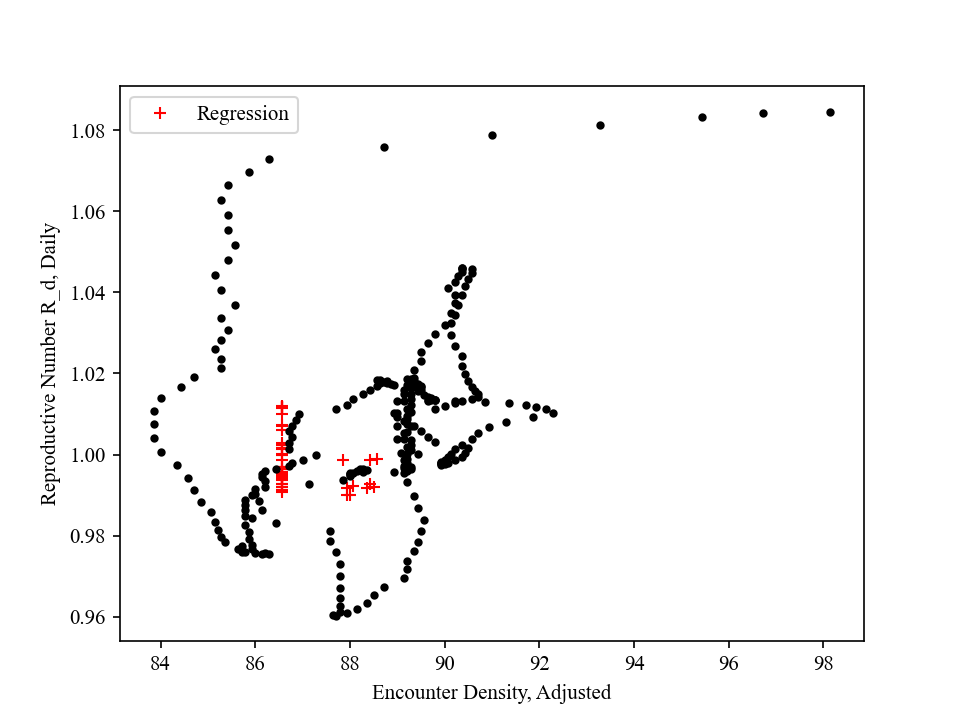 Regression
1.08
1.06
1.04
1.02
1.00
0.98
0.96
Reproductive Number R_d, Daily
84 86 88 90 92 94 96 98
Encounter Density, Adjusted